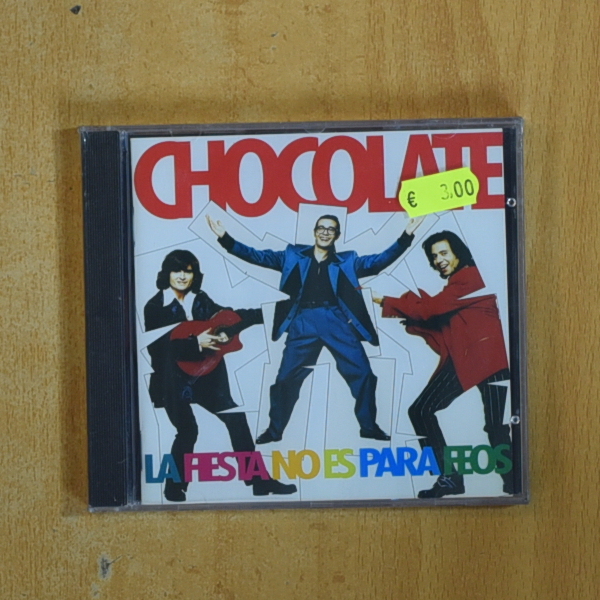 CHOCOLATE
€ 3,00
LA FIESTA NO ES PARA FEOS